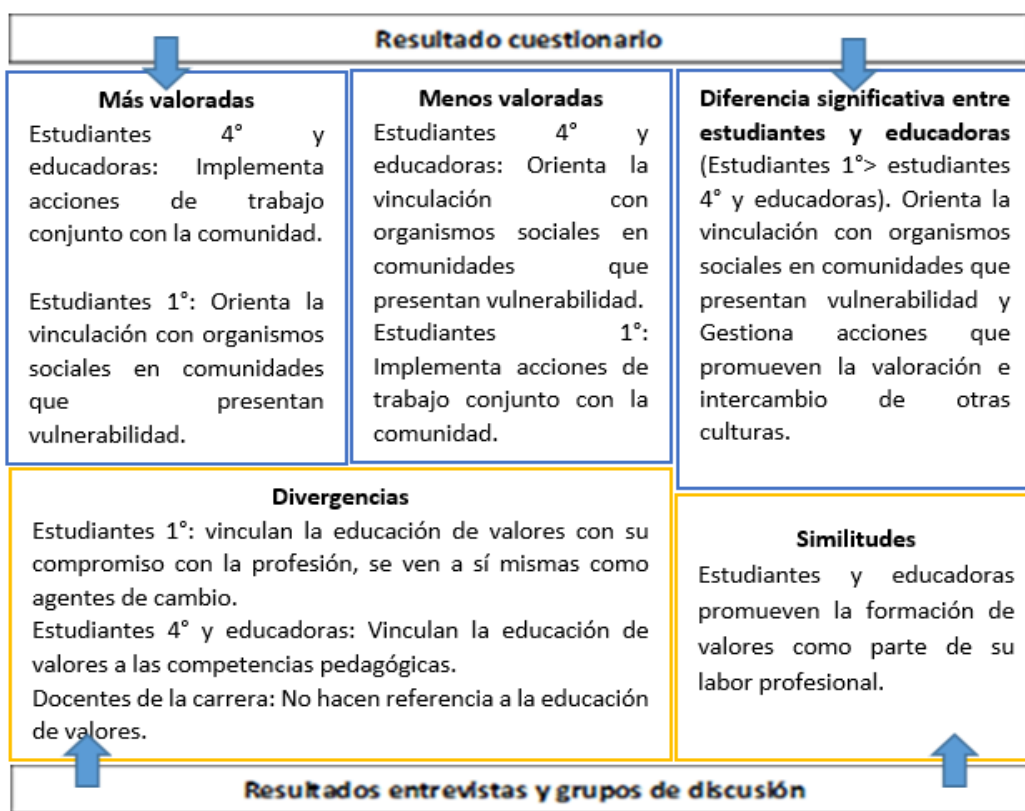 Resultado cuestionario
Más valoradas
Estudiantes 4° y
educadoras: Implementa
acciones de trabajo
conjunto con la comunidad.
Estudiantes 1°: Orienta la
vinculación con organismos
sociales en comunidades
que presentan
vulnerabilidad.
Menos valoradas
Estudiantes 4° y
educadoras: Orienta la
vinculación con
organismos sociales en
comunidades que
presentan vulnerabilidad.
Estudiantes 1°:
Implementa acciones de
trabajo conjunto con la
comunidad.
Diferencia significativa entre
estudiantes y educadoras
(Estudiantes 1°> estudiantes
4° y educadoras). Orienta la
vinculación con organismos
sociales en comunidades que
presentan vulnerabilidad y
Gestiona acciones que
promueven la valoración e
intercambio de otras
culturas.
Divergencias
Estudiantes 1°: vinculan la educación de valores con su
compromiso con la profesión, se ven a sí mismas como
agentes de cambio.
Estudiantes 4° y educadoras: Vinculan la educación de
valores a las competencias pedagógicas.
Docentes de la carrera: No hacen referencia a la educación
de valores.
Similitudes
Estudiantes y educadoras
promueven la formación de
valores como parte de su
labor profesional.
Resultados entrevistas y grupos de discusión